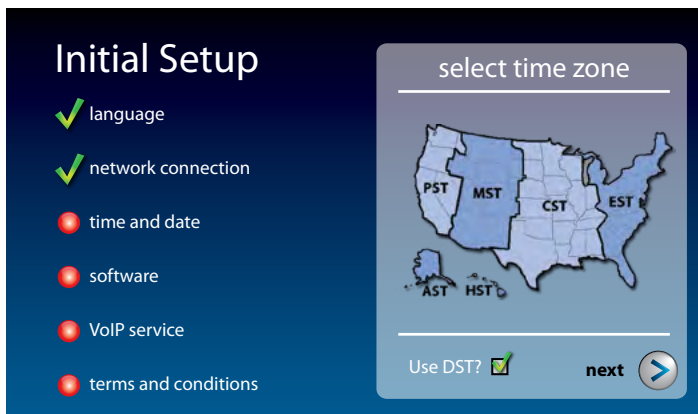 Initial Setup
language
network connection
time and date
software
VoIP service
terms and conditions
select time zone
PST
MST
CST
EST
AST
HST
Use DST?
next